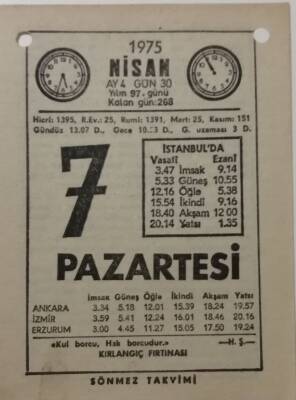 1975
NİSAN
AY 4 GÜN 30
Yılın 97. günü
Kalan gün: 268
Hicri: 1395, R.Ev.: 25, Rumi: 1391, Mart: 25, Kasım: 151
Gündüz 13.07 D., Gece 10.53 D., G. uzaması 3 D.
7
İSTANBUL'DA
Vasati Ezani
3.47 İmsak 9.14
5.33 Güneş 10.55
12.16 Öğle 5.38
15.54 İkindi 9.16
18.40 Akşam 12.00
20.14 Yatsı 1.35
PAZARTESİ
İmsak Güneş Öğle İkindi Akşam Yatsı
ANKARA 3.34 5.18 12.01 15.39 18.24 19.57
İZMİR 3.59 5.41 12.24 16.01 18.46 20.16
ERZURUM 3.00 4.45 11.27 15.05 17.50 19.24
«Kul borcu, Hak borcudur.» —H. Ş.—
KIRLANGIÇ FIRTINASI
SÖNMEZ TAKVİMİ